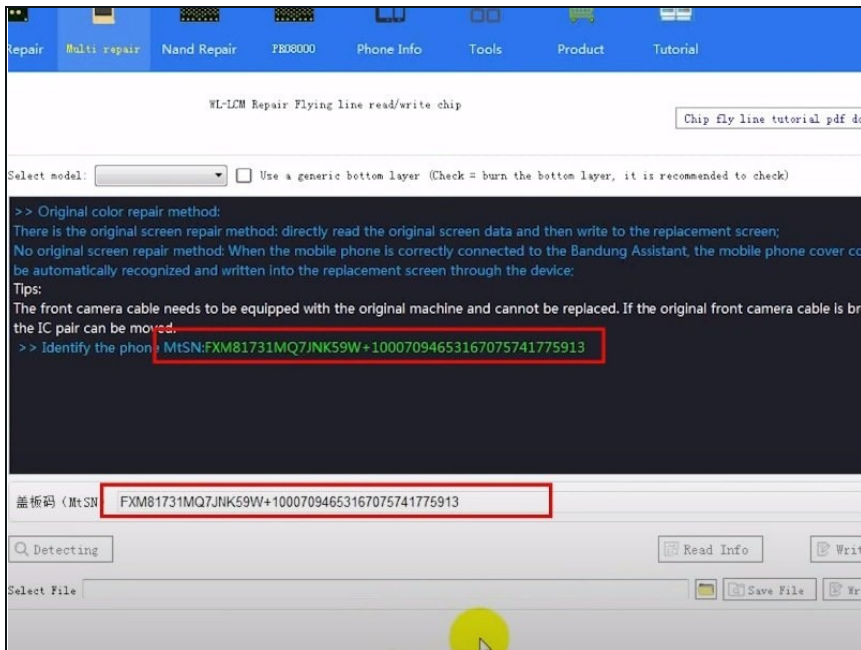 Repair Multi repair Nand Repair PRO8000 Phone Info Tools Product Tutorial
WL-LCM Repair Flying line read/write chip
Chip fly line tutorial pdf
Select model: Use a generic bottom layer (Check = burn the bottom layer, it is recommended to check)
>> Original color repair method:
There is the original screen repair method: directly read the original screen data and then write to the replacement screen;
No original screen repair method: When the mobile phone is correctly connected to the Bandung Assistant, the mobile phone cover
be automatically recognized and written into the replacement screen through the device;
Tips:
The front camera cable needs to be equipped with the original machine and cannot be replaced. If the original front camera cable is
the IC pair can be moved.
>> Identify the phone MtSN:FXM81731MQ7JNK59W+10007094653167075741775913
盖板码 (MtSN FXM81731MQ7JNK59W+10007094653167075741775913
Detecting Read Info
Select File Save File